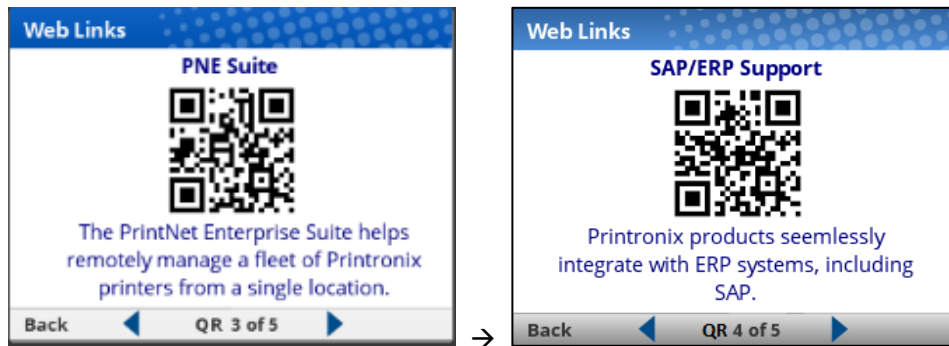 Web Links
PNE Suite
The PrintNet Enterprise Suite helps
remotely manage a fleet of Printronix
printers from a single location.
Back
QR 3 of 5
→
Web Links
SAP/ERP Support
Printronix products seemlessly
integrate with ERP systems, including
SAP.
Back
QR 4 of 5